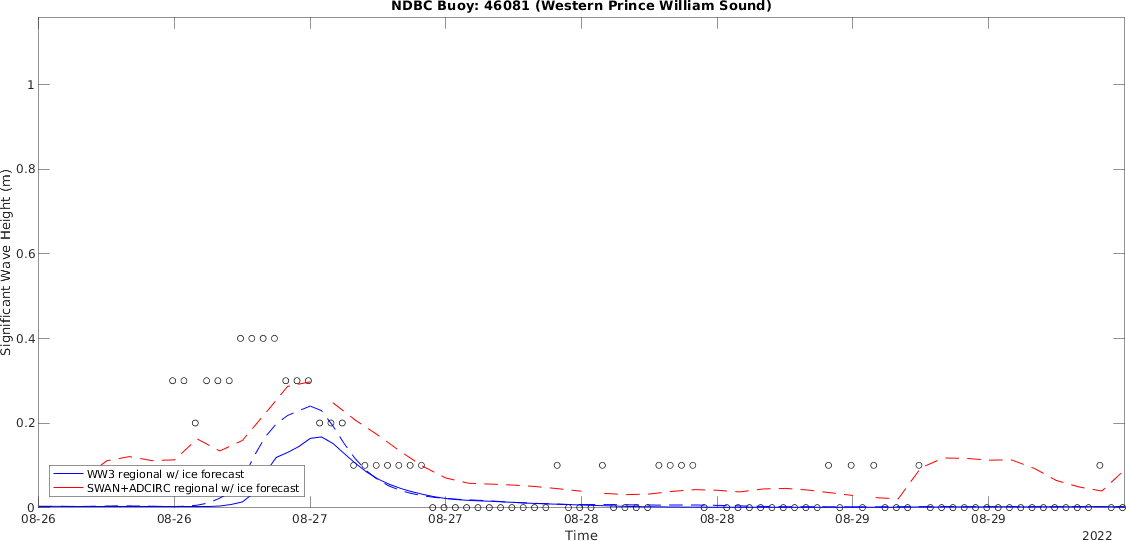 NDBC Buoy: 46081 (Western Prince William Sound)
Significant Wave Height (m)
1
0.8
0.6
0.4
0.2
0
WW3 regional w/ ice forecast
SWAN+ADCIRC regional w/ ice forecast
08-26 08-26 08-27 08-27 08-28 08-28 08-29 08-29
Time
2022